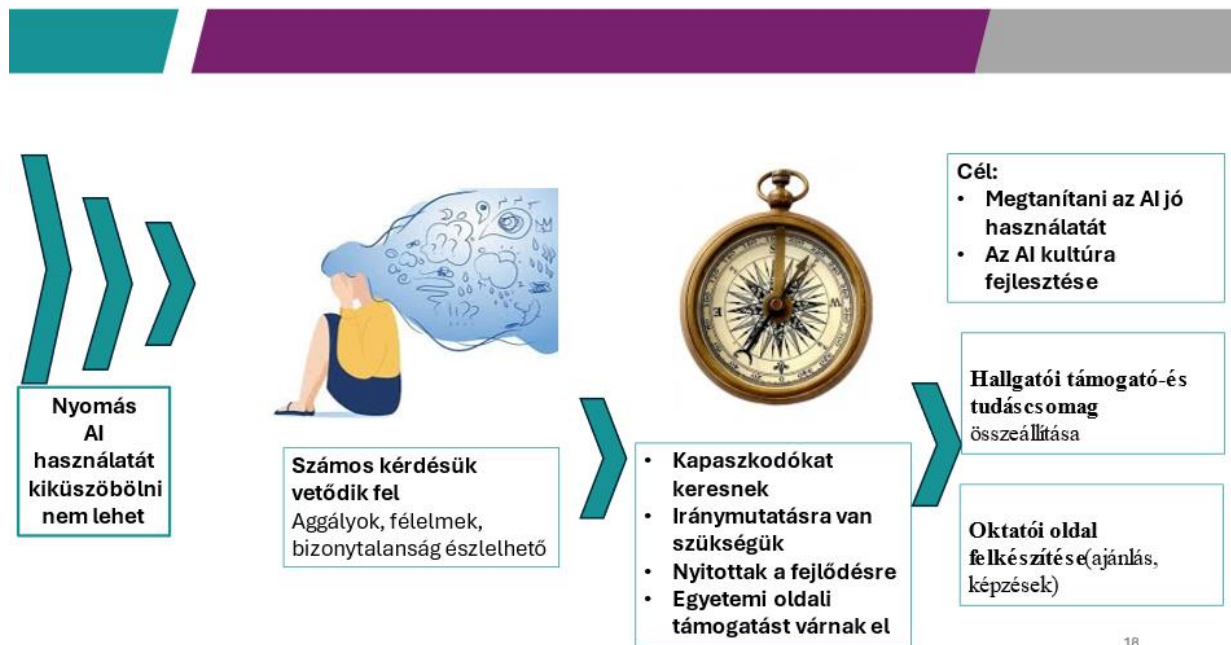 Nyomás
AI
használatát
kiküszöbölni
nem lehet
Számos kérdésük
vetődik fel
Aggályok, félelmek,
bizonytalanság észlelhető
• Kapaszkodókat
keresnek
• Iránymutatásra van
szükségük
• Nyitottak a fejlődésre
• Egyetemi oldali
támogatást várnak el
Cél:
• Megtanítani az AI jó
használatát
• Az AI kultúra
fejlesztése
Hallgatói támogató-és
tudáscsomag
összeállítása
Oktatói oldal
felkészítése(ajánlás,
képzések)
18